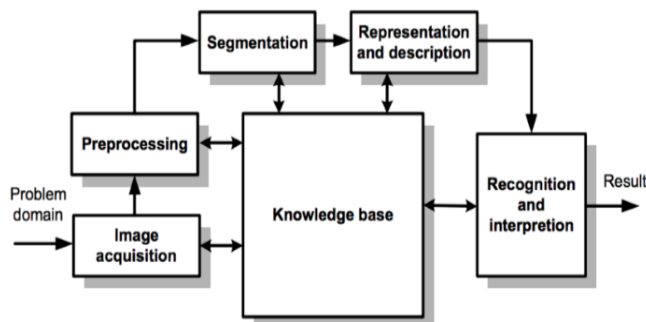 Segmentation
Representation
and description
Preprocessing
Problem
domain
Image
acquisition
Knowledge base
Recognition
and
interpretion
Result